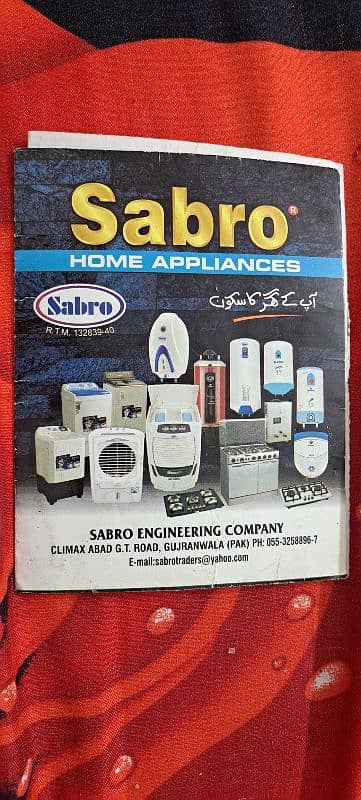 Sabro®
HOME APPLIANCES
Sabro
R.T.M. 132839-40
آپ کے گھر کا سکون
SABRO ENGINEERING COMPANY
CLIMAX ABAD G.T. ROAD, GUJRANWALA (PAK) PH: 055-3258896-7
E-mail:sabrotraders@yahoo.com